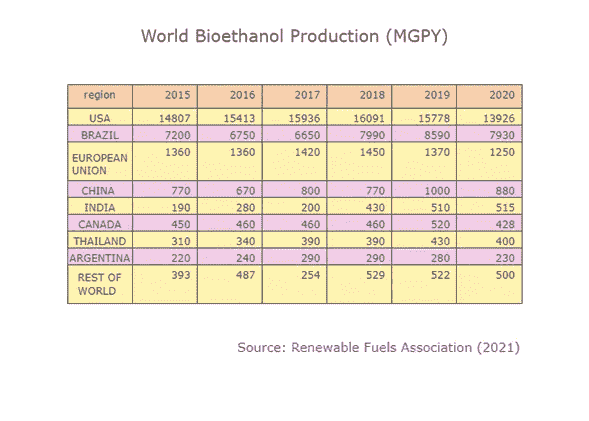 World Bioethanol Production (MGPY)
region 2015 2016 2017 2018 2019 2020
USA 14807 15413 15936 16091 15778 13926
BRAZIL 7200 6750 6650 7990 8590 7930
EUROPEAN 1360 1360 1420 1450 1370 1250
UNION
CHINA 770 670 800 770 1000 880
INDIA 190 280 200 430 510 515
CANADA 450 460 460 460 520 428
THAILAND 310 340 390 390 430 400
ARGENTINA 220 240 290 290 280 230
REST OF 393 487 254 529 522 500
WORLD
Source: Renewable Fuels Association (2021)